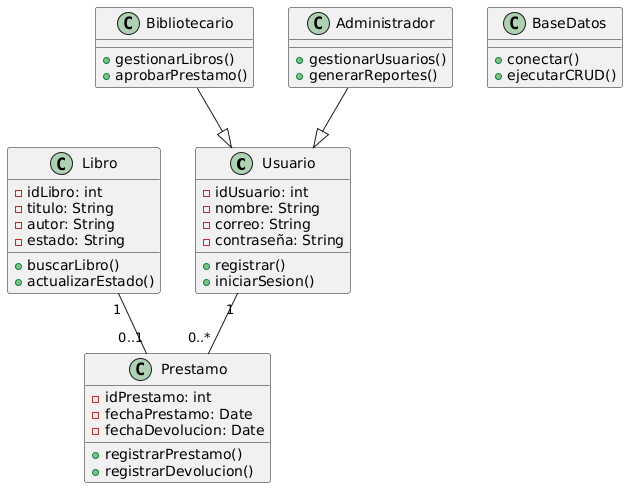 C Bibliotecario
gestionarLibros()
aprobarPrestamo()
C Administrador
gestionarUsuarios()
generarReportes()
C BaseDatos
conectar()
ejecutarCRUD()
C Libro
idLibro: int
titulo: String
autor: String
estado: String
buscarLibro()
actualizarEstado()
C Usuario
idUsuario: int
nombre: String
correo: String
contraseña: String
registrar()
iniciarSesion()
1
0..1
1
0..*
C Prestamo
idPrestamo: int
fechaPrestamo: Date
fechaDevolucion: Date
registrarPrestamo()
registrarDevolucion()